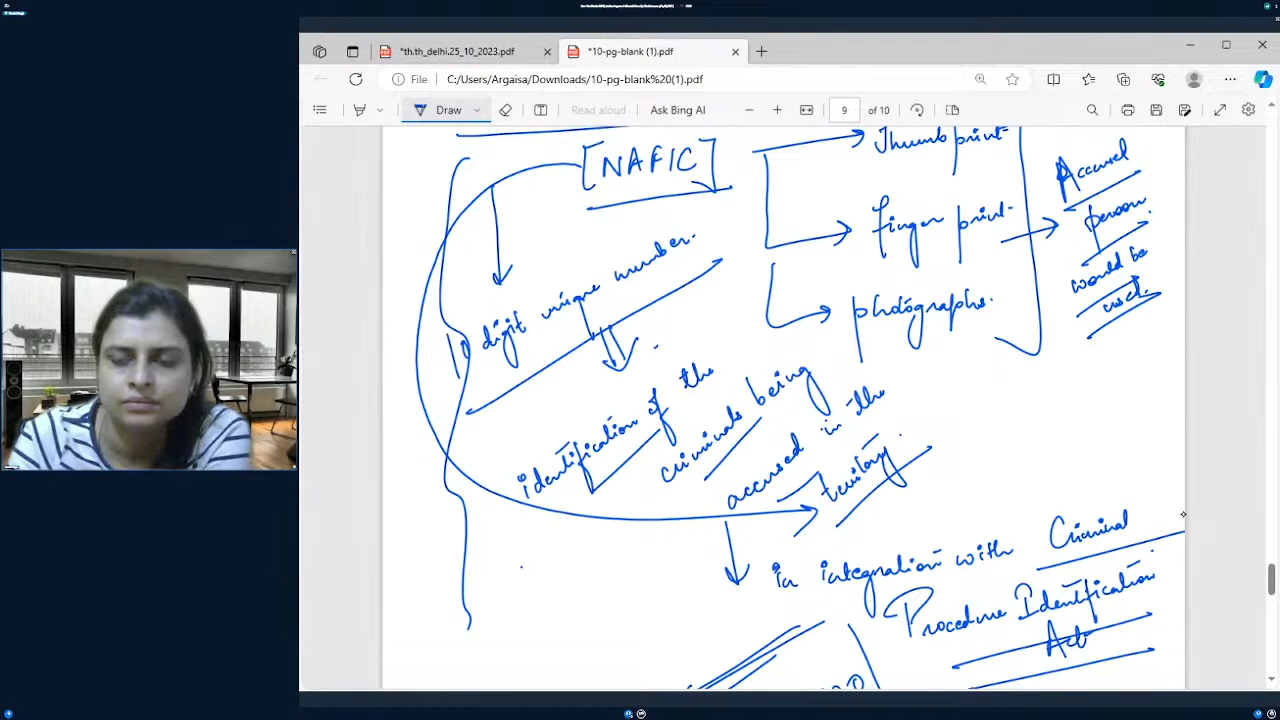 *th.th_delhi.25_10_2023.pdf
*10-pg-blank (1).pdf
File
C:/Users/Argaisa/Downloads/10-pg-blank%20(1).pdf
Draw
Read aloud
Ask Bing AI
9
of 10
[NAFIC]
Thumb print
finger print
photographs.
Accused
person
would be
10 digit unique number.
identification of the
criminals being
accused in the
territory
in integration with Criminal
Procedure Identification
Act